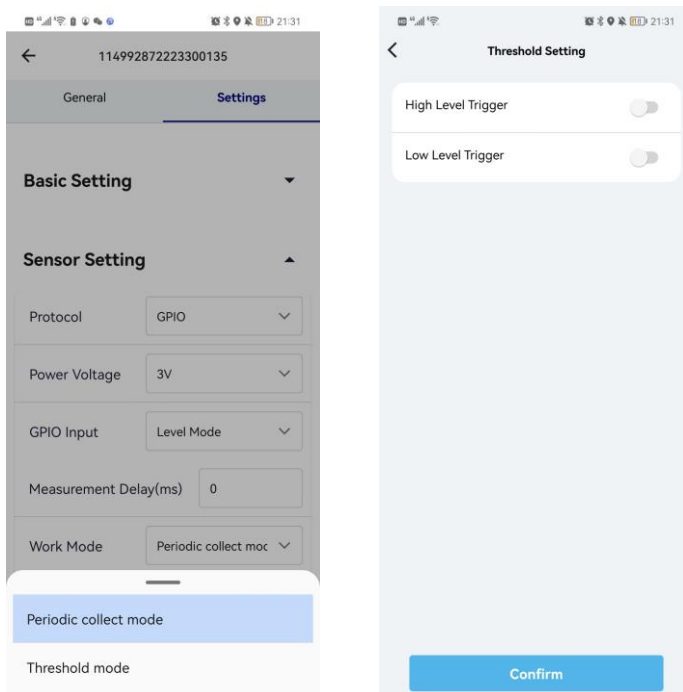 21:31
114992872223300135
General
Settings
Basic Setting
Sensor Setting
Protocol
GPIO
Power Voltage
3V
GPIO Input
Level Mode
Measurement Delay(ms)
0
Work Mode
Periodic collect moc
Periodic collect mode
Threshold mode
21:31
Threshold Setting
High Level Trigger
Low Level Trigger
Confirm